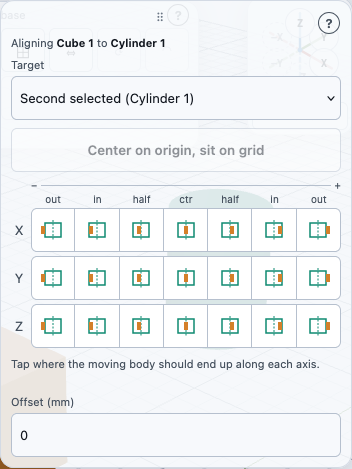 base
?
?
Z
Aligning Cube 1 to Cylinder 1
Target
Second selected (Cylinder 1)
Center on origin, sit on grid
− +
out in half ctr half in out
X
Y
Z
Tap where the moving body should end up along each axis.
Offset (mm)
0